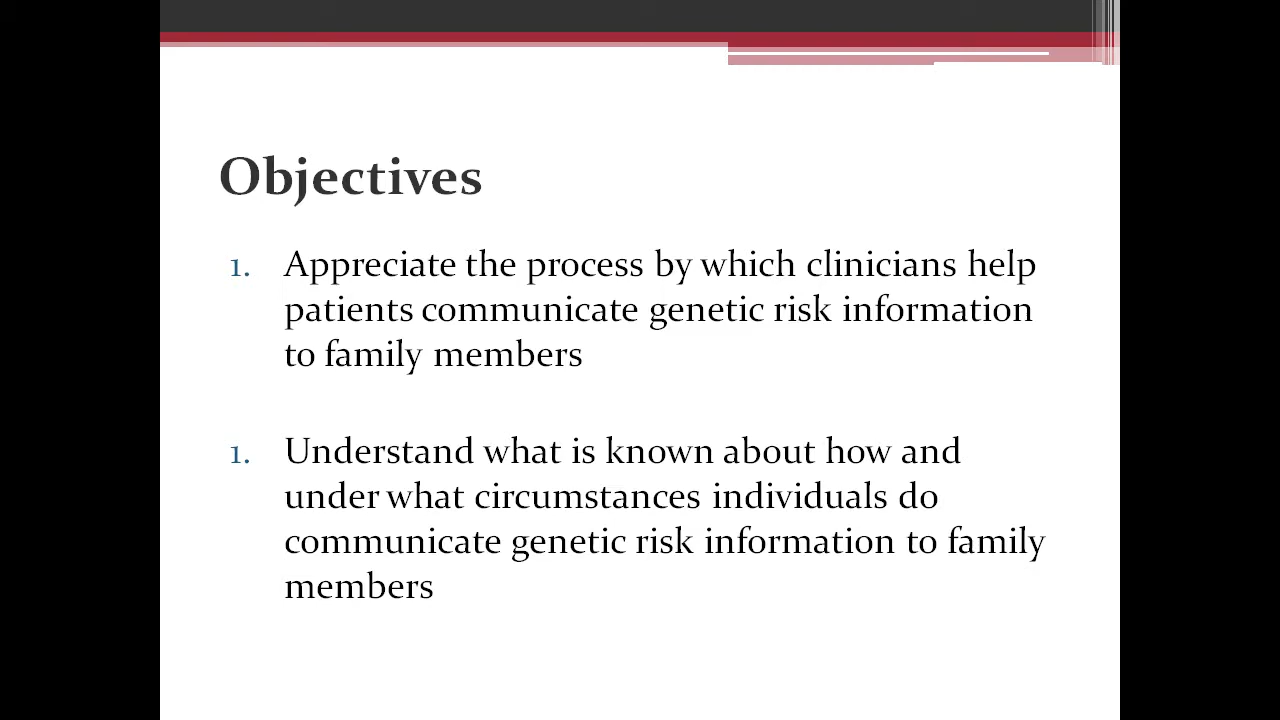 Objectives
1. Appreciate the process by which clinicians help
patients communicate genetic risk information
to family members
1. Understand what is known about how and
under what circumstances individuals do
communicate genetic risk information to family
members